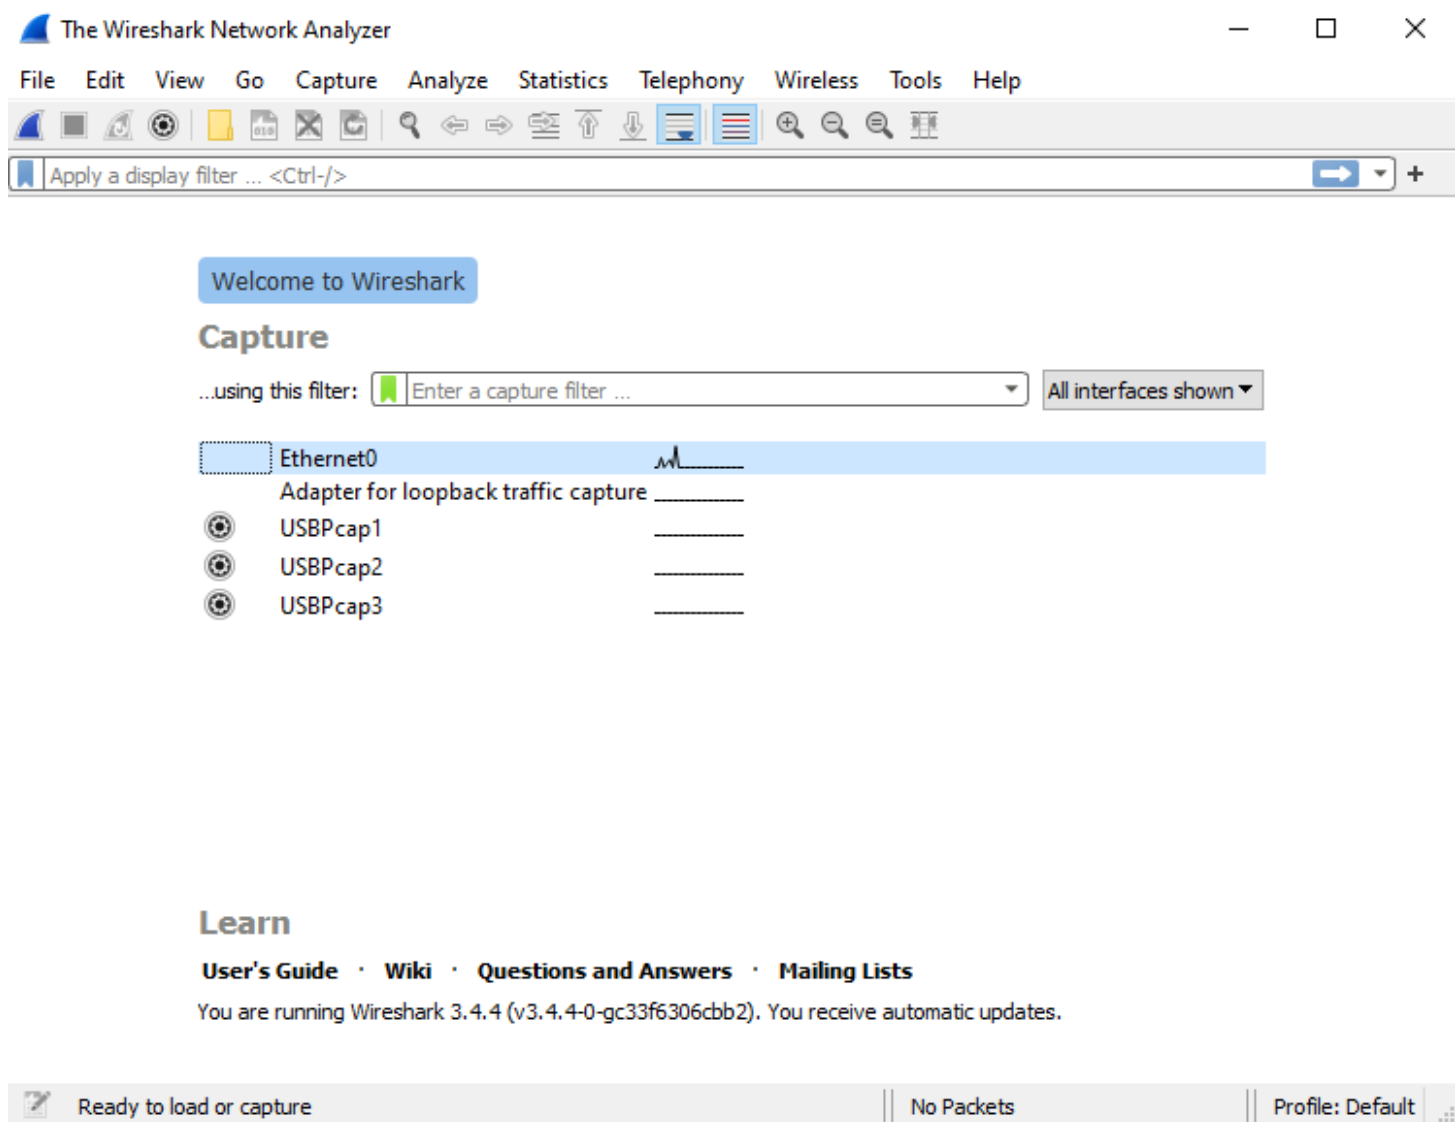 The Wireshark Network Analyzer
File Edit View Go Capture Analyze Statistics Telephony Wireless Tools Help
Apply a display filter ... <Ctrl-/>
Welcome to Wireshark
Capture
...using this filter: Enter a capture filter ... All interfaces shown
Ethernet0
Adapter for loopback traffic capture
USBPcap1
USBPcap2
USBPcap3
Learn
User's Guide · Wiki · Questions and Answers · Mailing Lists
You are running Wireshark 3.4.4 (v3.4.4-0-gc33f6306cbb2). You receive automatic updates.
Ready to load or capture No Packets Profile: Default